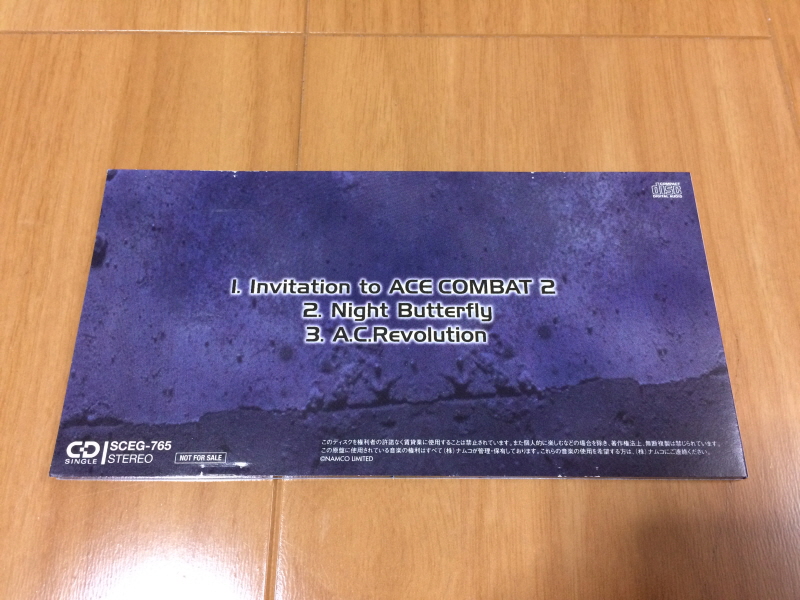 COMPACT
disc
DIGITAL AUDIO
1. Invitation to ACE COMBAT 2
2. Night Butterfly
3. A.C.Revolution
CD
SINGLE
SCEG-765
STEREO
NOT FOR SALE
このディスクを権利者の許諾なく賃貸業に使用することは禁止されています。また個人的に楽しむなどの場合を除き、著作権法上、無断複製は禁じられています。
この原盤に使用されている音楽の権利はすべて(株)ナムコが管理・保有しております。これらの音楽の使用を希望する方は、(株)ナムコにご連絡ください。
©NAMCO LIMITED